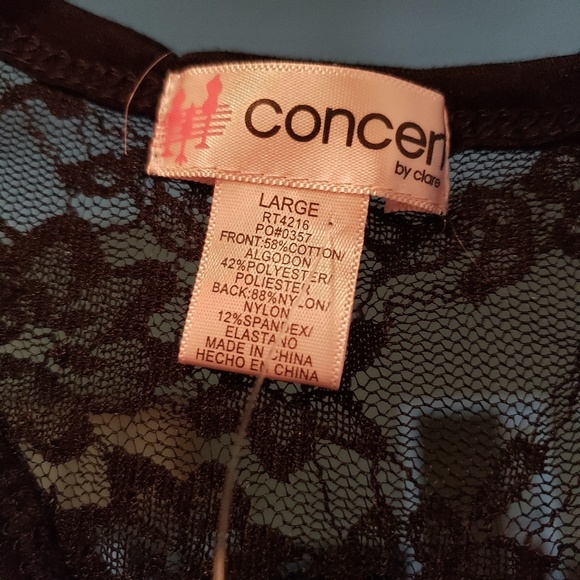 concer
by clare
LARGE
RT4216
PO#0357
FRONT:58%COTTON/
ALGODON
42%POLYESTER/
POLIESTER
BACK:88%NYLON/
NYLON
12%SPANDEX/
ELASTANO
MADE IN CHINA
HECHO EN CHINA